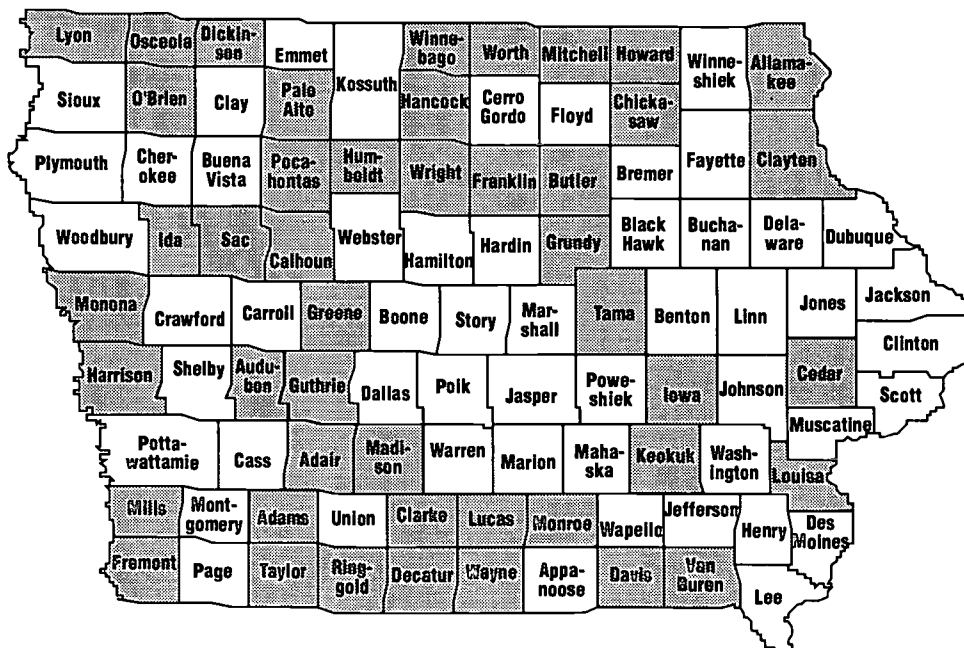 Lyon
Osceola
Dickin-
son
Emmet
Kossuth
Winne-
bago
Worth
Mitchell
Howard
Winne-
shiek
Allama-
kee
Sioux
O'Brien
Clay
Palo
Alto
Hancock
Cerro
Gordo
Floyd
Chicka-
saw
Plymouth
Cher-
okee
Buena
Vista
Poca-
hontas
Hum-
boldt
Wright
Franklin
Butler
Bremer
Fayette
Clayton
Woodbury
Ida
Sac
Calhoun
Webster
Hamilton
Hardin
Grundy
Black
Hawk
Bucha-
nan
Dela-
ware
Dubuque
Monona
Crawford
Carroll
Greene
Boone
Story
Mar-
shall
Tama
Benton
Linn
Jones
Jackson
Clinton
Harrison
Shelby
Audu-
bon
Guthrie
Dallas
Polk
Jasper
Powe-
shiek
Iowa
Johnson
Cedar
Scott
Muscatine
Potta-
wattamie
Cass
Adair
Madi-
son
Warren
Marion
Maha-
ska
Keokuk
Wash-
ington
Louisa
Mills
Mont-
gomery
Adams
Union
Clarke
Lucas
Monroe
Wapello
Jefferson
Henry
Des
Moines
Fremont
Page
Taylor
Ring-
gold
Decatur
Wayne
Appa-
noose
Davis
Van
Buren
Lee